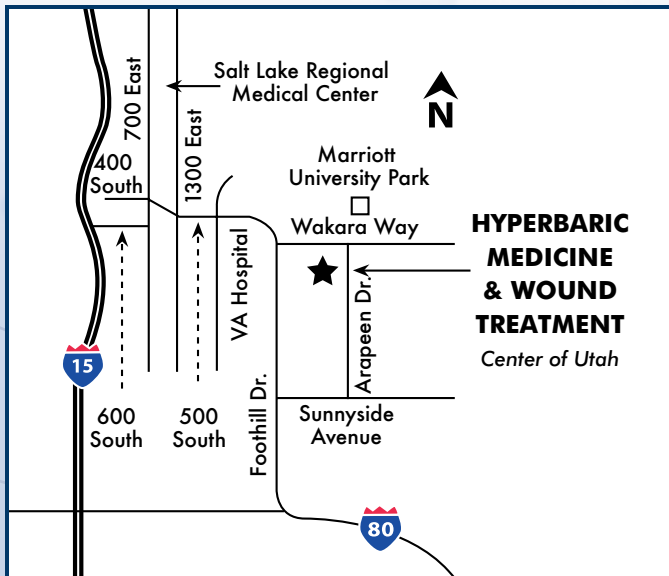 700 East
Salt Lake Regional
Medical Center
N
400
South
1300 East
Marriott
University Park
Wakara Way
VA Hospital
HYPERBARIC
MEDICINE
& WOUND
TREATMENT
Center of Utah
Arapeen Dr.
15
600
South
500
South
Foothill Dr.
Sunnyside
Avenue
80